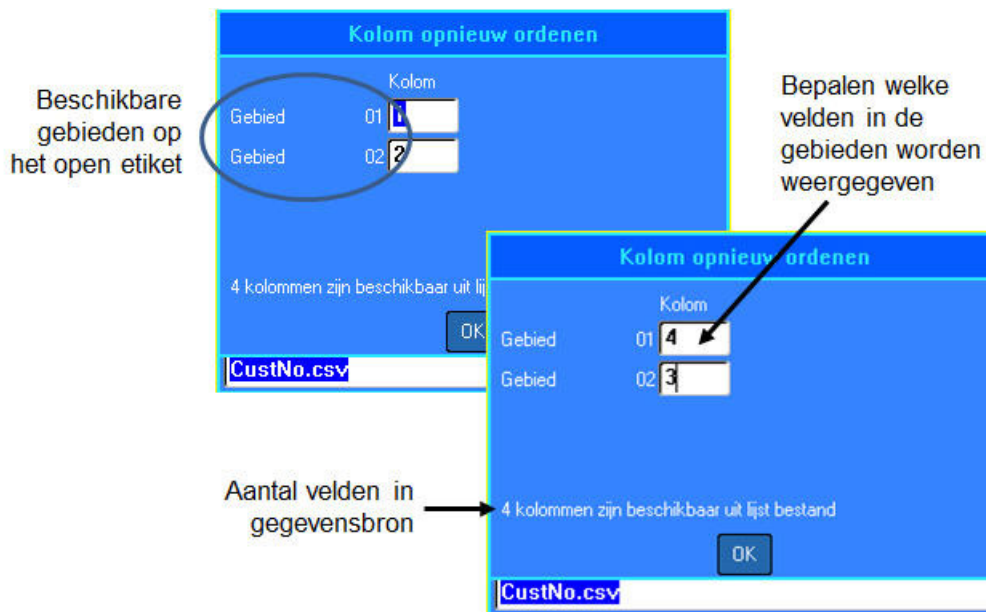 Kolom opnieuw ordenen
Kolom
Gebied 01 1
Gebied 02 2
4 kolommen zijn beschikbaar uit lij
OK
CustNo.csv
Beschikbare
gebieden op
het open etiket
Bepalen welke
velden in de
gebieden worden
weergegeven
Kolom opnieuw ordenen
Kolom
Gebied 01 4
Gebied 02 3
4 kolommen zijn beschikbaar uit lijst bestand
OK
CustNo.csv
Aantal velden in
gegevensbron